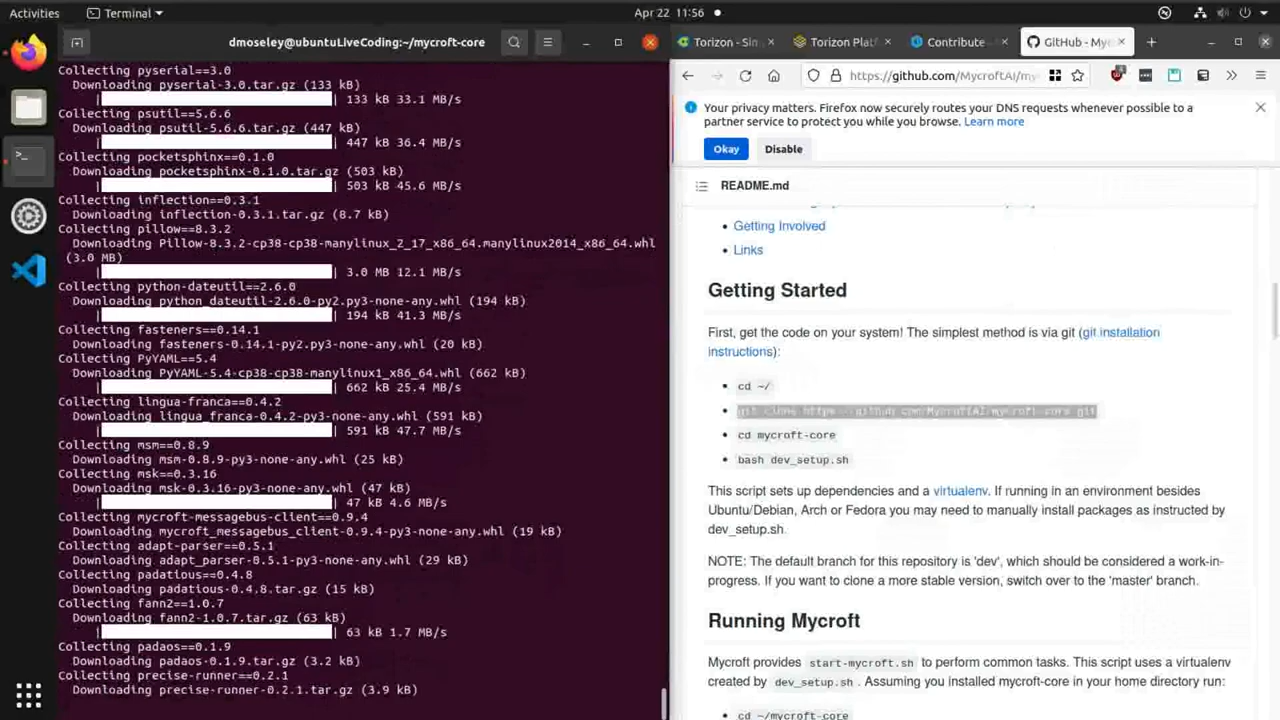 Activities
Terminal
Apr 22 11:56
dmoseley@ubuntuLiveCoding:~/mycroft-core
Collecting pyserial==3.0
Downloading pyserial-3.0.tar.gz (133 kB)
| | 133 kB 33.1 MB/s
Collecting psutil==5.6.6
Downloading psutil-5.6.6.tar.gz (447 kB)
| | 447 kB 36.4 MB/s
Collecting pocketsphinx==0.1.0
Downloading pocketsphinx-0.1.0.tar.gz (503 kB)
| | 503 kB 45.6 MB/s
Collecting inflection==0.3.1
Downloading inflection-0.3.1.tar.gz (8.7 kB)
Collecting pillow==8.3.2
Downloading Pillow-8.3.2-cp38-cp38-manylinux_2_17_x86_64.manylinux2014_x86_64.whl
(3.0 MB)
| | 3.0 MB 12.1 MB/s
Collecting python-dateutil==2.6.0
Downloading python_dateutil-2.6.0-py2.py3-none-any.whl (194 kB)
| | 194 kB 41.3 MB/s
Collecting fasteners==0.14.1
Downloading fasteners-0.14.1-py2.py3-none-any.whl (20 kB)
Collecting PyYAML==5.4
Downloading PyYAML-5.4-cp38-cp38-manylinux1_x86_64.whl (662 kB)
| | 662 kB 25.4 MB/s
Collecting lingua-franca==0.4.2
Downloading lingua_franca-0.4.2-py3-none-any.whl (591 kB)
| | 591 kB 47.7 MB/s
Collecting msm==0.8.9
Downloading msm-0.8.9-py3-none-any.whl (25 kB)
Collecting msk==0.3.16
Downloading msk-0.3.16-py3-none-any.whl (47 kB)
| | 47 kB 4.6 MB/s
Collecting mycroft-messagebus-client==0.9.4
Downloading mycroft_messagebus_client-0.9.4-py3-none-any.whl (19 kB)
Collecting adapt-parser==0.5.1
Downloading adapt_parser-0.5.1-py3-none-any.whl (29 kB)
Collecting padatious==0.4.8
Downloading padatious-0.4.8.tar.gz (15 kB)
Collecting fann2==1.0.7
Downloading fann2-1.0.7.tar.gz (63 kB)
| | 63 kB 1.7 MB/s
Collecting padaos==0.1.9
Downloading padaos-0.1.9.tar.gz (3.2 kB)
Collecting precise-runner==0.2.1
Downloading precise-runner-0.2.1.tar.gz (3.9 kB)
Torizon - Sin
Torizon Plat
Contribute
GitHub - My
https://github.com/MycroftAI/my
Your privacy matters. Firefox now securely routes your DNS requests whenever possible to a
partner service to protect you while you browse. Learn more
Okay
Disable
README.md
• Getting Involved
• Links
Getting Started
First, get the code on your system! The simplest method is via git (git installation
instructions):
• cd ~/
• git clone https://github.com/MycroftAI/mycroft-core.git
• cd mycroft-core
• bash dev_setup.sh
This script sets up dependencies and a virtualenv. If running in an environment besides
Ubuntu/Debian, Arch or Fedora you may need to manually install packages as instructed by
dev_setup.sh.
NOTE: The default branch for this repository is 'dev', which should be considered a work-in-
progress. If you want to clone a more stable version, switch over to the 'master' branch.
Running Mycroft
Mycroft provides start-mycroft.sh to perform common tasks. This script uses a virtualenv
created by dev_setup.sh . Assuming you installed mycroft-core in your home directory run:
• cd ~/mycroft-core